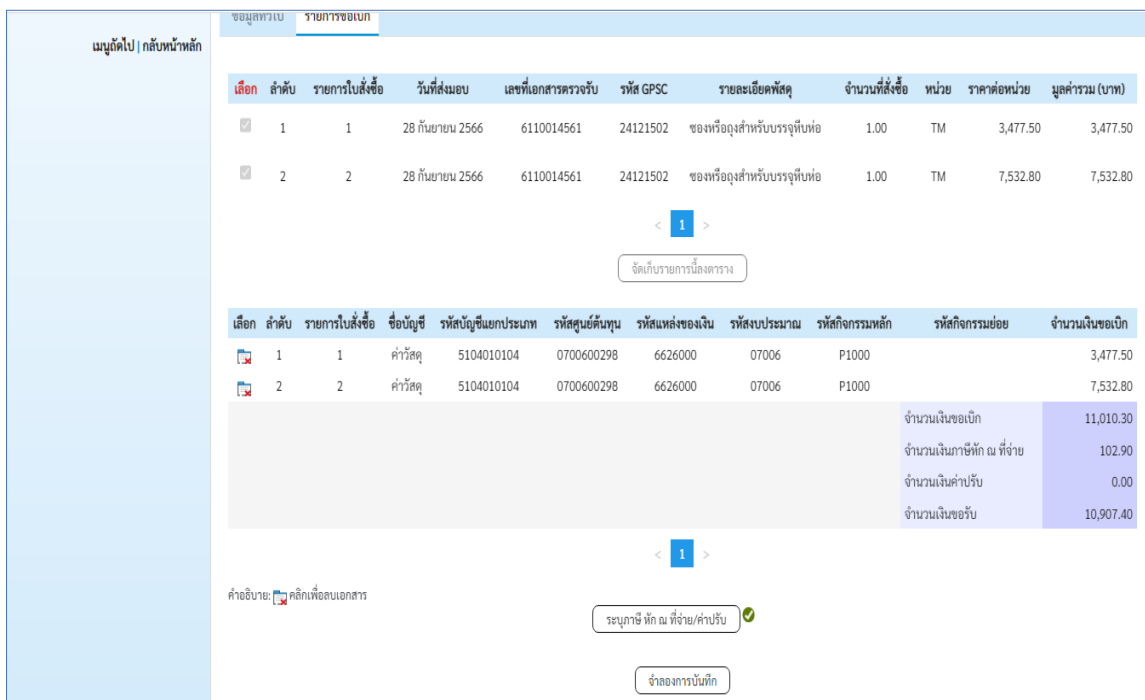 ข้อมูลทั่วไป รายการขอเบิก
เมนูถัดไป | กลับหน้าหลัก
เลือก ลำดับ รายการใบสั่งซื้อ วันที่ส่งมอบ เลขที่เอกสารตรวจรับ รหัส GPSC รายละเอียดพัสดุ จำนวนที่สั่งซื้อ หน่วย ราคาต่อหน่วย มูลค่ารวม (บาท)
1 1 28 กันยายน 2566 6110014561 24121502 ซองหรือถุงสำหรับบรรจุหีบห่อ 1.00 TM 3,477.50 3,477.50
2 2 28 กันยายน 2566 6110014561 24121502 ซองหรือถุงสำหรับบรรจุหีบห่อ 1.00 TM 7,532.80 7,532.80
< 1 >
จัดเก็บรายการนี้ลงตาราง
เลือก ลำดับ รายการใบสั่งซื้อ ชื่อบัญชี รหัสบัญชีแยกประเภท รหัสศูนย์ต้นทุน รหัสแหล่งของเงิน รหัสงบประมาณ รหัสกิจกรรมหลัก รหัสกิจกรรมย่อย จำนวนเงินขอเบิก
1 1 ค่าวัสดุ 5104010104 0700600298 6626000 07006 P1000 3,477.50
2 2 ค่าวัสดุ 5104010104 0700600298 6626000 07006 P1000 7,532.80
จำนวนเงินขอเบิก 11,010.30
จำนวนเงินภาษีหัก ณ ที่จ่าย 102.90
จำนวนเงินค่าปรับ 0.00
จำนวนเงินขอรับ 10,907.40
< 1 >
คำอธิบาย: คลิกเพื่อลบเอกสาร
ระบุภาษี หัก ณ ที่จ่าย/ค่าปรับ
จำลองการบันทึก